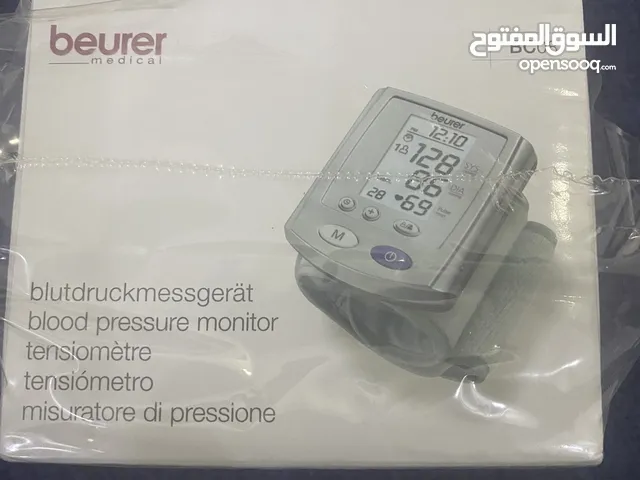 beurer
medical
السوق المفتوح
opensooq.com
beurer
12:10
128
86
28 69
M
blutdruckmessgerät
blood pressure monitor
tensiomètre
tensiómetro
misuratore di pressione